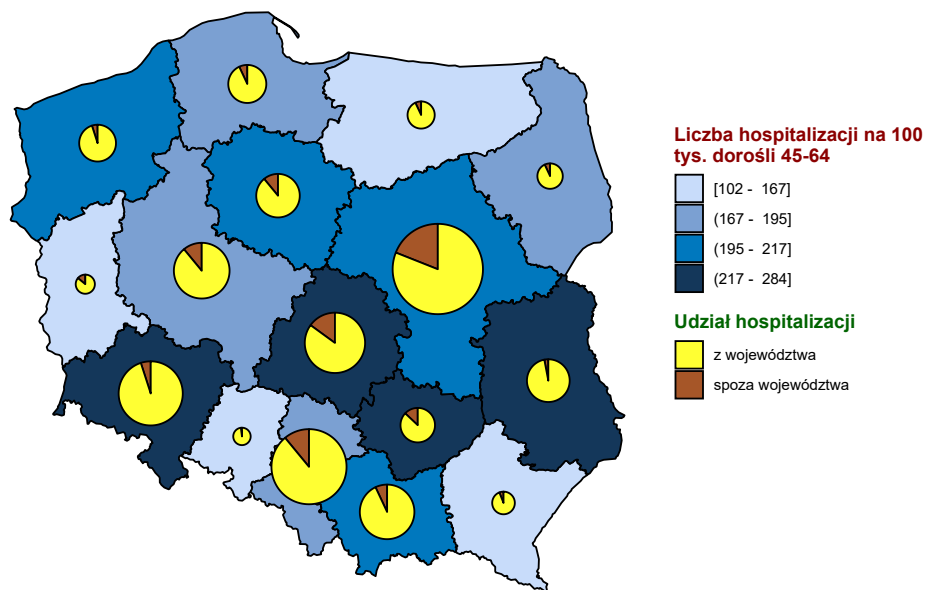 Liczba hospitalizacji na 100
tys. dorośli 45-64
[102 - 167]
(167 - 195]
(195 - 217]
(217 - 284]
Udział hospitalizacji
z województwa
spoza województwa